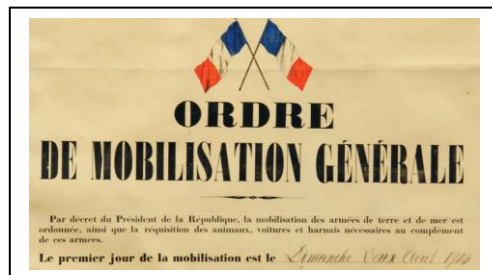 ORDRE
DE MOBILISATION GÉNÉRALE
Par décret du Président de la République, la mobilisation des armées de terre et de mer est
ordonnée, ainsi que la réquisition des animaux, voitures et harnais nécessaires au complément
de ces armées.
Le premier jour de la mobilisation est le Dimanche Deux Août 1914